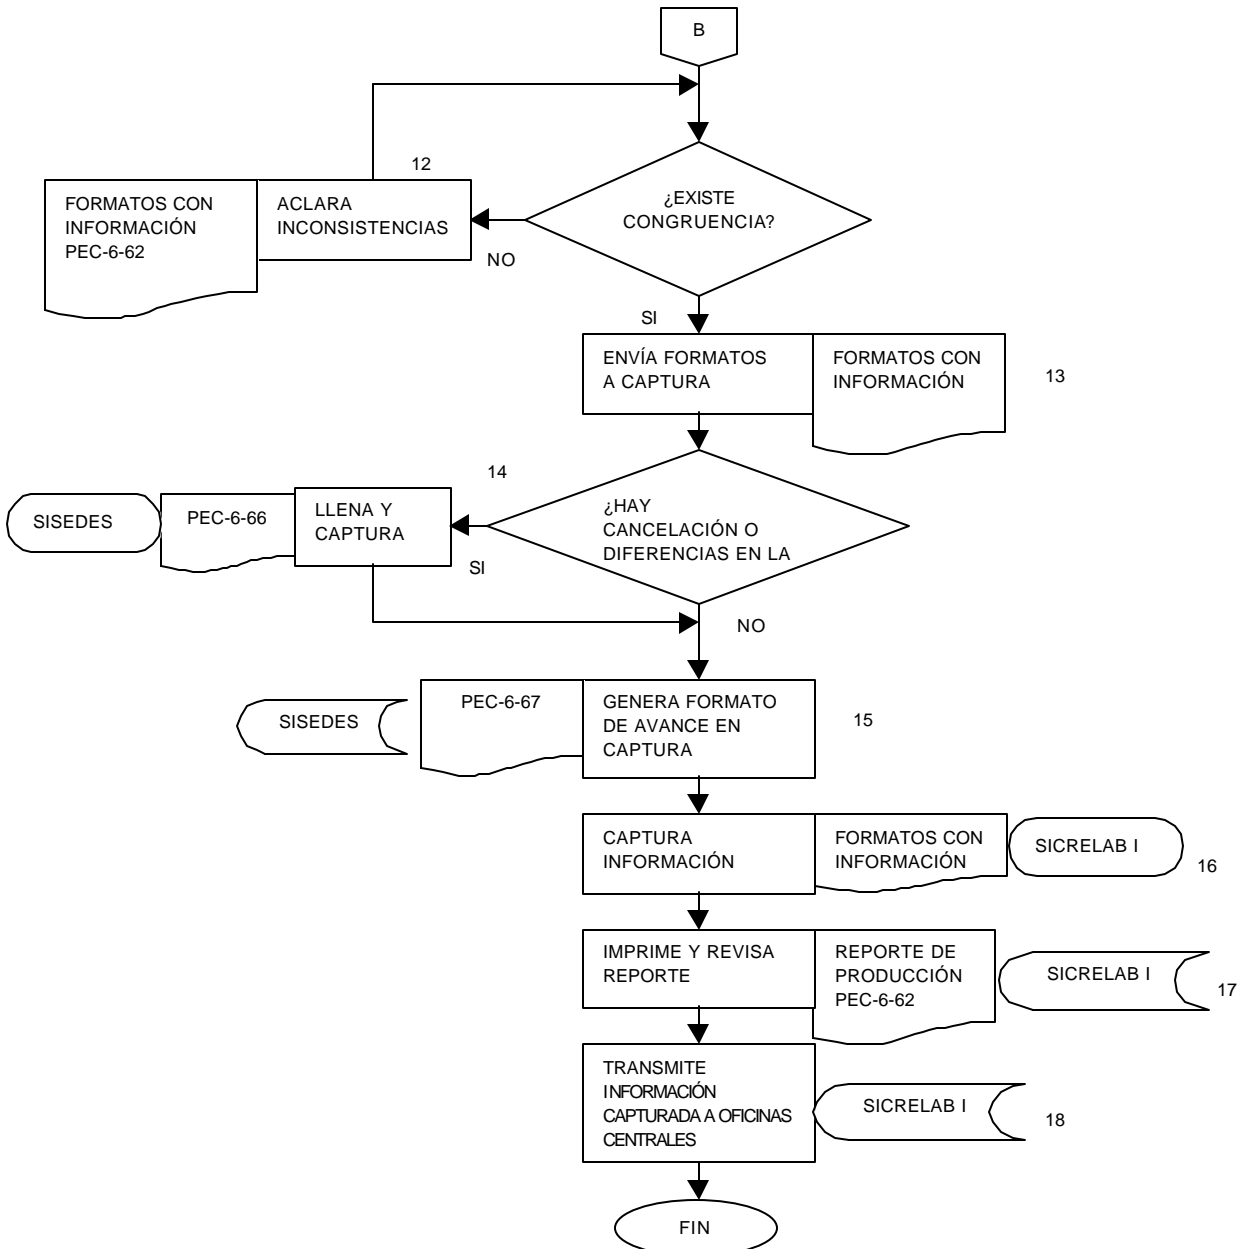 B
12
FORMATOS CON
INFORMACIÓN
PEC-6-62
ACLARA
INCONSISTENCIAS
¿EXISTE
CONGRUENCIA?
NO
SI
ENVÍA FORMATOS
A CAPTURA
FORMATOS CON
INFORMACIÓN
13
14
SISEDES
PEC-6-66
LLENA Y
CAPTURA
¿HAY
CANCELACIÓN O
DIFERENCIAS EN LA
SI
NO
SISEDES
PEC-6-67
GENERA FORMATO
DE AVANCE EN
CAPTURA
15
CAPTURA
INFORMACIÓN
FORMATOS CON
INFORMACIÓN
SICRELAB I
16
IMPRIME Y REVISA
REPORTE
REPORTE DE
PRODUCCIÓN
PEC-6-62
SICRELAB I
17
TRANSMITE
INFORMACIÓN
CAPTURADA A OFICINAS
CENTRALES
SICRELAB I
18
FIN